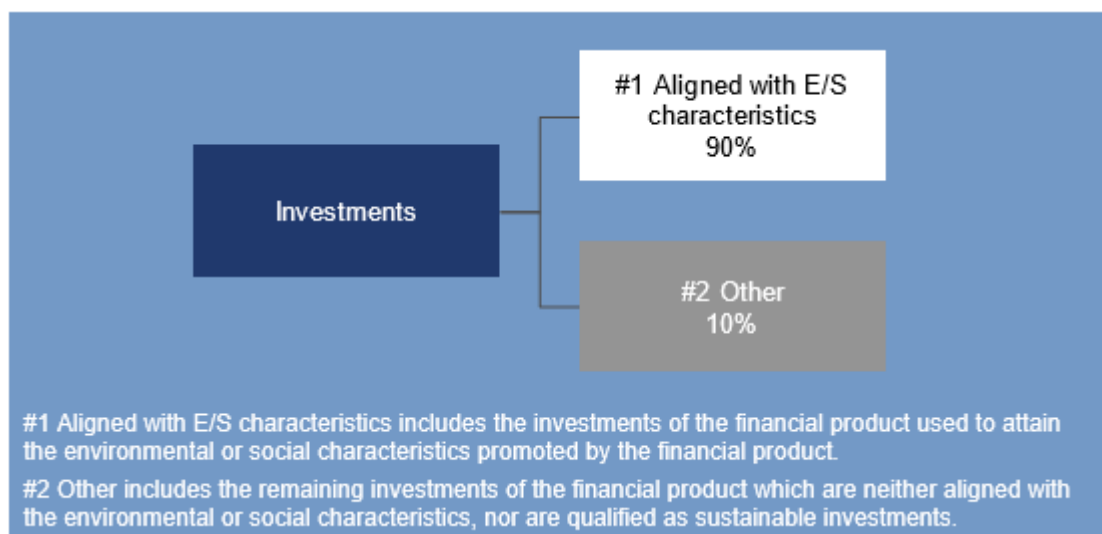 #1 Aligned with E/S
characteristics
90%
Investments
#2 Other
10%
#1 Aligned with E/S characteristics includes the investments of the financial product used to attain
the environmental or social characteristics promoted by the financial product.
#2 Other includes the remaining investments of the financial product which are neither aligned with
the environmental or social characteristics, nor are qualified as sustainable investments.